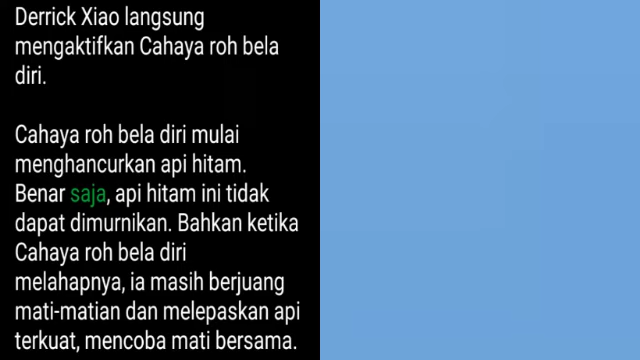 Derrick Xiao langsung
mengaktifkan Cahaya roh bela
diri.
Cahaya roh bela diri mulai
menghancurkan api hitam.
Benar saja, api hitam ini tidak
dapat dimurnikan. Bahkan ketika
Cahaya roh bela diri
melahapnya, ia masih berjuang
mati-matian dan melepaskan api
terkuat, mencoba mati bersama.